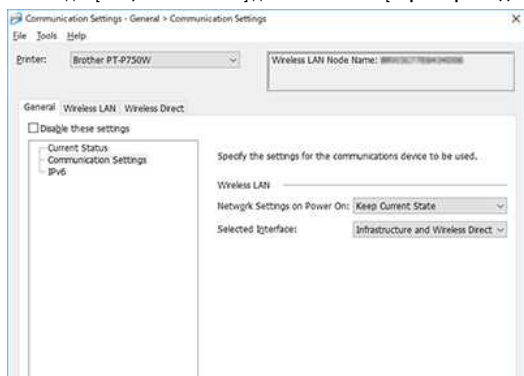 Communication Settings - General > Communication Settings
File Tools Help
Printer: Brother PT-P750W
Wireless LAN Node Name:
General Wireless LAN Wireless Direct
Disable these settings
Current Status
Communication Settings
IPv6
Specify the settings for the communications device to be used.
Wireless LAN
Network Settings on Power On: Keep Current State
Selected Interface: Infrastructure and Wireless Direct